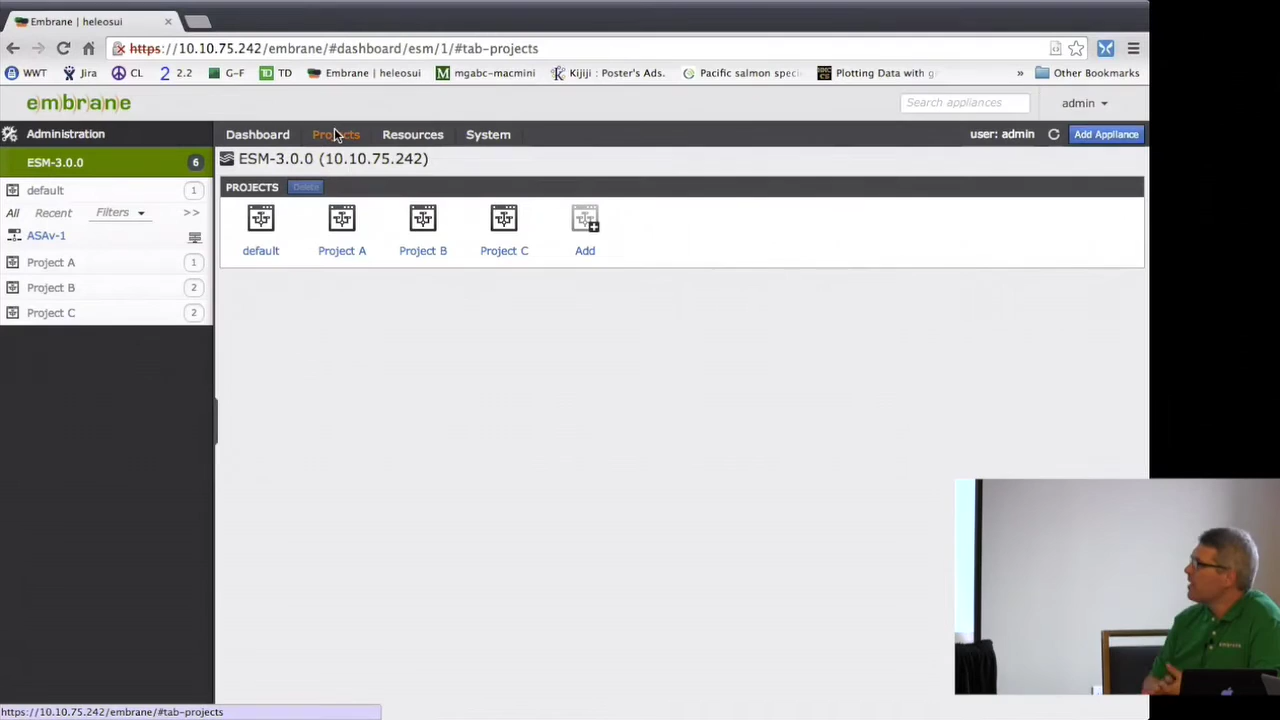 Embrane | heleosui
https://10.10.75.242/embrane/#dashboard/esm/1/#tab-projects
WWT Jira CL 2.2 G-F TD Embrane | heleosui mgabc-macmini Kijiji : Poster's Ads. Pacific salmon speci Plotting Data with g » Other Bookmarks
embrane Search appliances admin
Administration Dashboard Projects Resources System user: admin Add Appliance
ESM-3.0.0 6 ESM-3.0.0 (10.10.75.242)
default 1 PROJECTS Delete
All Recent Filters >>
ASAv-1 default Project A Project B Project C Add
Project A 1
Project B 2
Project C 2
embrane
https://10.10.75.242/embrane/#tab-projects